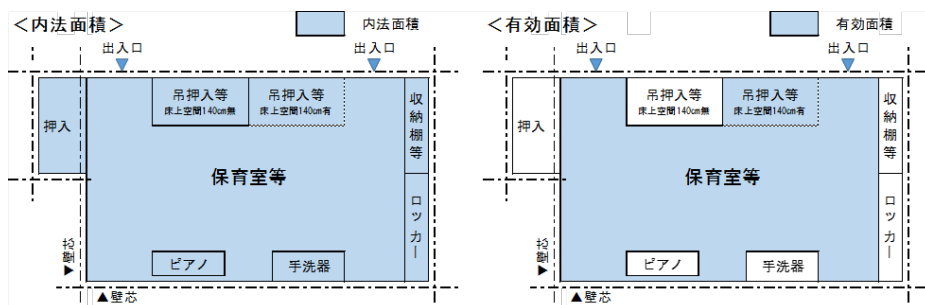 ＜内法面積＞
内法面積
出入口
出入口
押入
吊押入等
床上空間140cm無
吊押入等
床上空間140cm有
収納棚等
保育室等
ロッカー
ピアノ
手洗器
壁芯▶
▲壁芯
＜有効面積＞
有効面積
出入口
出入口
押入
吊押入等
床上空間140cm無
吊押入等
床上空間140cm有
収納棚等
保育室等
ロッカー
ピアノ
手洗器
壁芯▶
▲壁芯